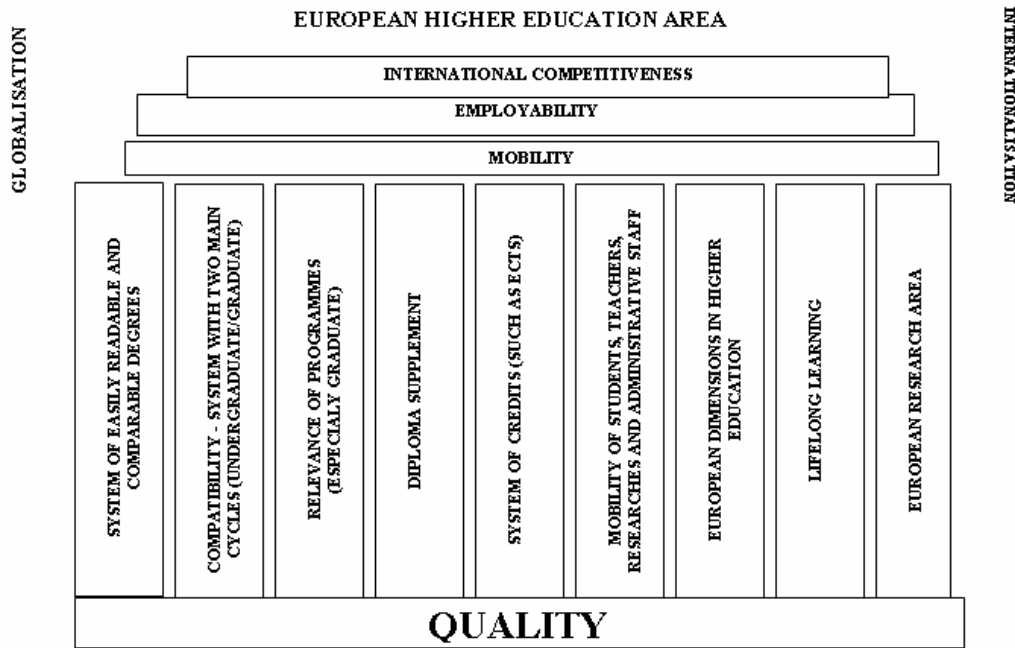 EUROPEAN HIGHER EDUCATION AREA
GLOBALISATION
INTERNATIONALISATION
INTERNATIONAL COMPETITIVENESS
EMPLOYABILITY
MOBILITY
SYSTEM OF EASILY READABLE AND
COMPARABLE DEGREES
COMPATIBILITY - SYSTEM WITH TWO MAIN
CYCLES (UNDERGRADUATE/GRADUATE)
RELEVANCE OF PROGRAMMES
(ESPECIALY GRADUATE)
DIPLOMA SUPPLEMENT
SYSTEM OF CREDITS (SUCH AS ECTS)
MOBILITY OF STUDENTS, TEACHERS,
RESEARCHES AND ADMINISTRATIVE STAFF
EUROPEAN DIMENSIONS IN HIGHER
EDUCATION
LIFELONG LEARNING
EUROPEAN RESEARCH AREA
QUALITY